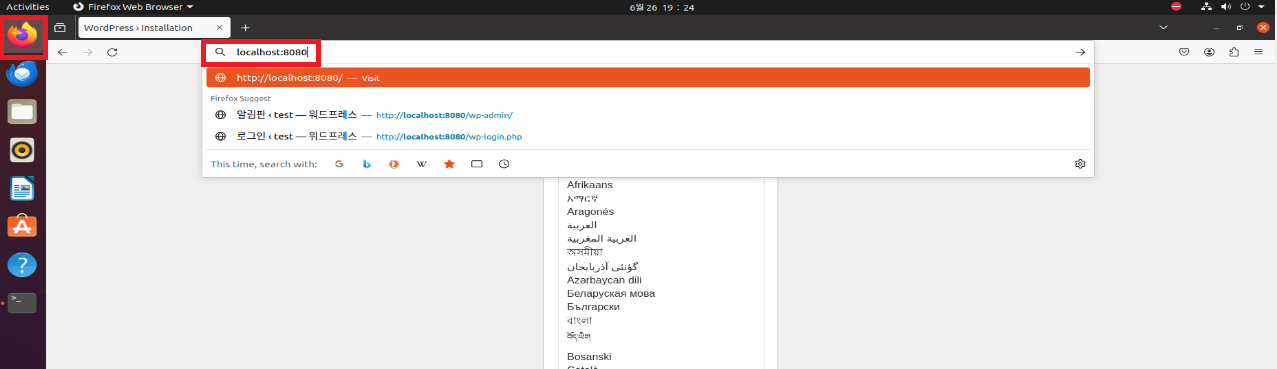 Activities Firefox Web Browser 6월 26 19 : 24
WordPress › Installation
localhost:8080
http://localhost:8080/ — Visit
Firefox Suggest
알림판 ‹ test — 워드프레스 — http://localhost:8080/wp-admin/
로그인 ‹ test — 워드프레스 — http://localhost:8080/wp-login.php
This time, search with:
Afrikaans
አማርኛ
Aragonés
العربية
العربية المغربية
অসমীয়া
گؤنئی آذربایجان
Azərbaycan dili
Беларуская мова
Български
বাংলা
བོད་ཡིག
Bosanski
Català